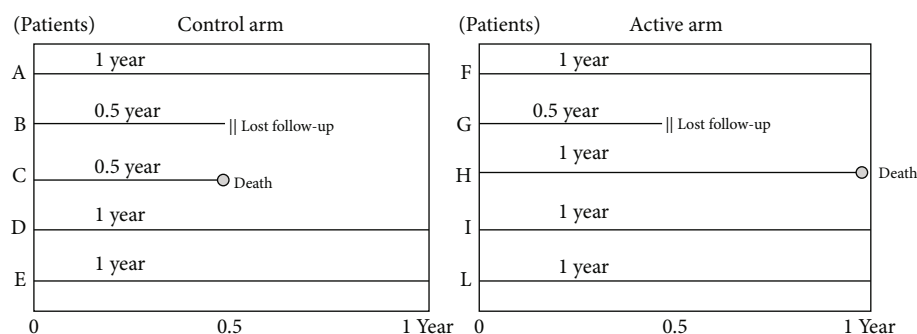 (Patients) Control arm
A 1 year
B 0.5 year || Lost follow-up
C 0.5 year Death
D 1 year
E 1 year
0 0.5 1 Year
(Patients) Active arm
F 1 year
G 0.5 year || Lost follow-up
H 1 year Death
I 1 year
L 1 year
0 0.5 1 Year